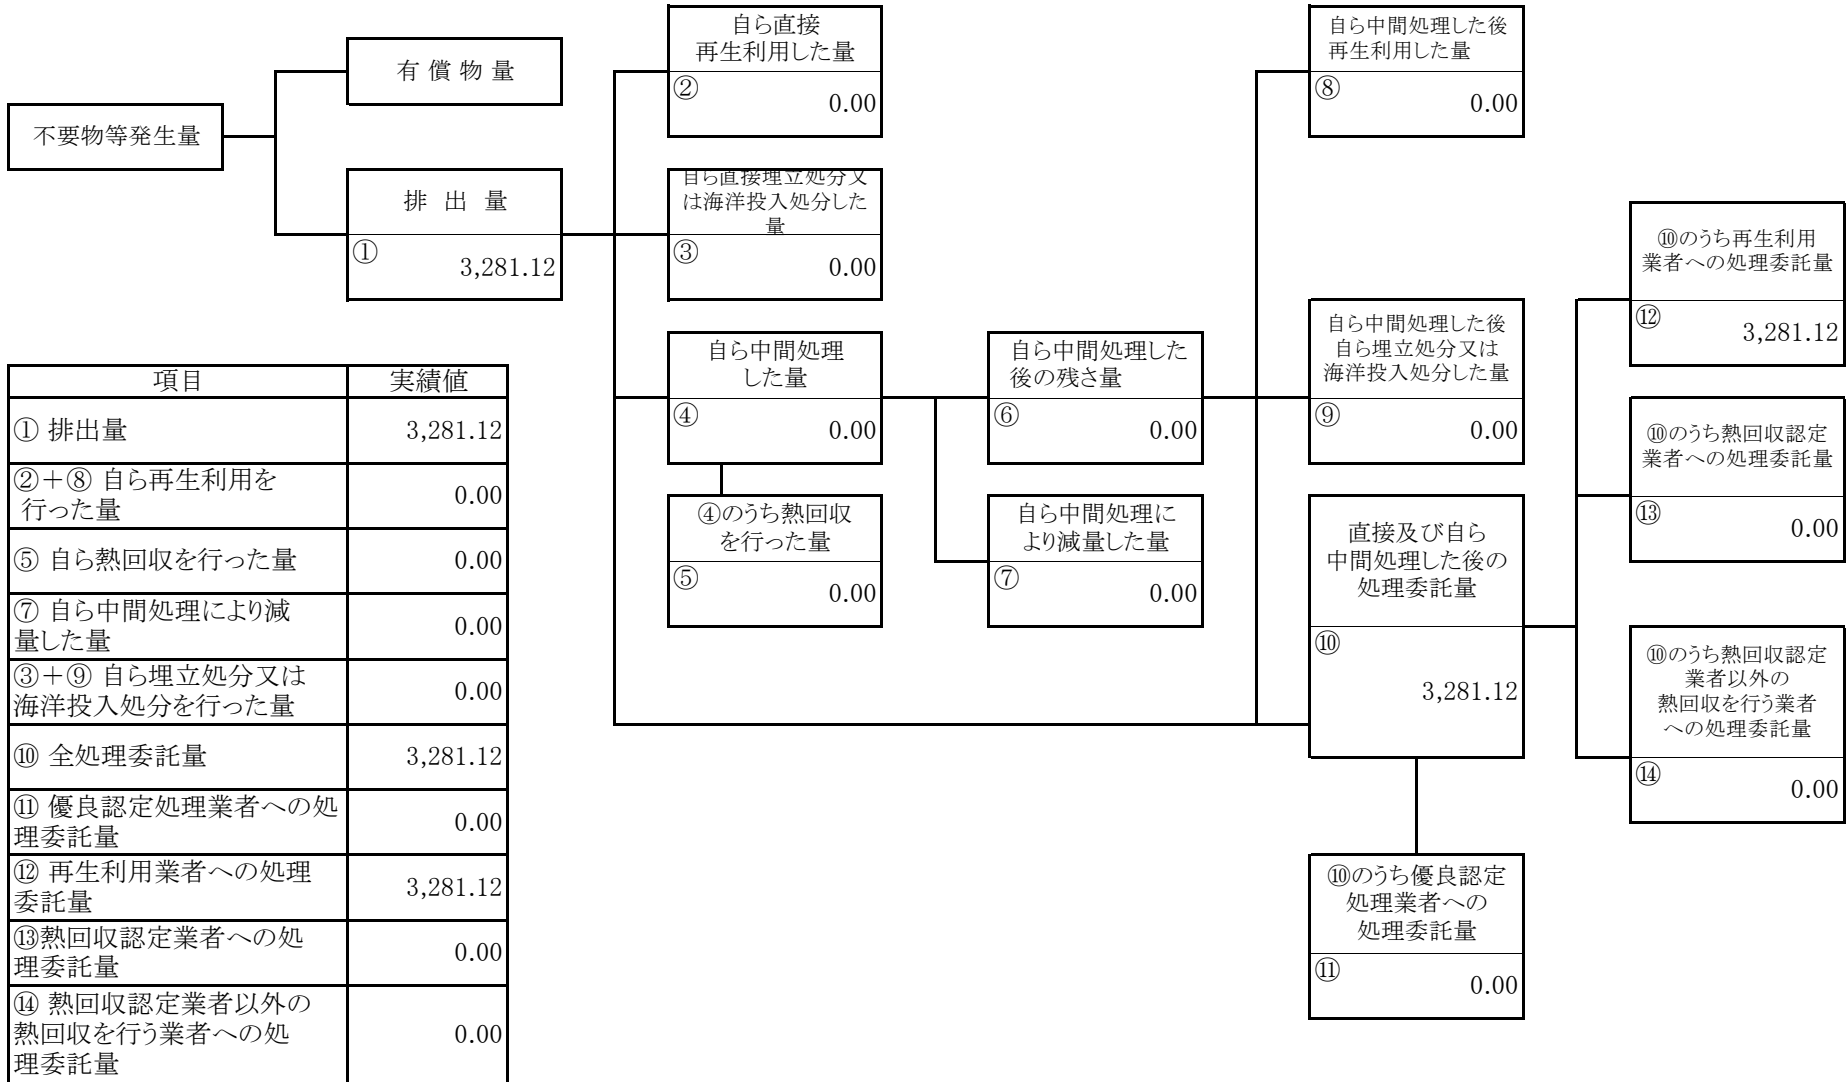 不要物等発生量
有 償 物 量
排 出 量
①
3,281.12
自ら直接
再生利用した量
②
0.00
自ら直接埋立処分又
は海洋投入処分した
量
③
0.00
自ら中間処理
した量
④
0.00
④のうち熱回収
を行った量
⑤
0.00
自ら中間処理した
後の残さ量
⑥
0.00
自ら中間処理に
より減量した量
⑦
0.00
自ら中間処理した後
再生利用した量
⑧
0.00
自ら中間処理した後
自ら埋立処分又は
海洋投入処分した量
⑨
0.00
直接及び自ら
中間処理した後の
処理委託量
⑩
3,281.12
⑩のうち優良認定
処理業者への
処理委託量
⑪
0.00
⑩のうち再生利用
業者への処理委託量
⑫
3,281.12
⑩のうち熱回収認定
業者への処理委託量
⑬
0.00
⑩のうち熱回収認定
業者以外の
熱回収を行う業者
への処理委託量
⑭
0.00
項目 実績値
① 排出量 3,281.12
②＋⑧ 自ら再生利用を
行った量 0.00
⑤ 自ら熱回収を行った量 0.00
⑦ 自ら中間処理により減
量した量 0.00
③＋⑨ 自ら埋立処分又は
海洋投入処分を行った量 0.00
⑩ 全処理委託量 3,281.12
⑪ 優良認定処理業者への処
理委託量 0.00
⑫ 再生利用業者への処理
委託量 3,281.12
⑬熱回収認定業者への処
理委託量 0.00
⑭ 熱回収認定業者以外の
熱回収を行う業者への処
理委託量 0.00